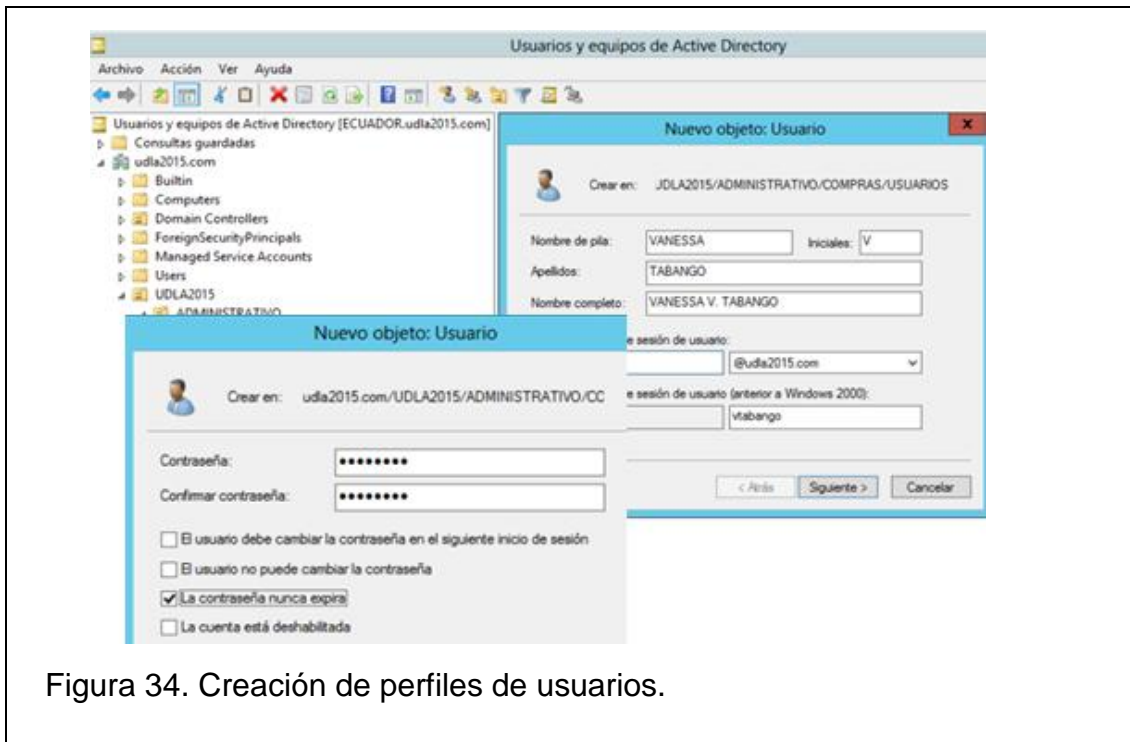 Usuarios y equipos de Active Directory
Archivo Acción Ver Ayuda
Usuarios y equipos de Active Directory [ECUADOR.udla2015.com]
Consultas guardadas
udla2015.com
Builtin
Computers
Domain Controllers
ForeignSecurityPrincipals
Managed Service Accounts
Users
UDLA2015
ADMINISTRATIVO
Nuevo objeto: Usuario
x
Crear en: JDLA2015/ADMINISTRATIVO/COMPRAS/USUARIOS
Nombre de pila: VANESSA Iniciales: V
Apellidos: TABANGO
Nombre completo: VANESSA V. TABANGO
e sesión de usuario:
@udla2015.com
e sesión de usuario (anterior a Windows 2000):
vtabango
< Atrás Siguiente > Cancelar
Nuevo objeto: Usuario
Crear en: udla2015.com/UDLA2015/ADMINISTRATIVO/CC
Contraseña: ••••••••
Confirmar contraseña: ••••••••
El usuario debe cambiar la contraseña en el siguiente inicio de sesión
El usuario no puede cambiar la contraseña
La contraseña nunca expira
La cuenta está deshabilitada
Figura 34. Creación de perfiles de usuarios.